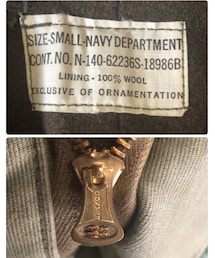 SIZE-SMALL-NAVY DEPARTMENT
CONT. NO. N-140-62236S-18986B
LINING - 100% WOOL
EXCLUSIVE OF ORNAMENTATION